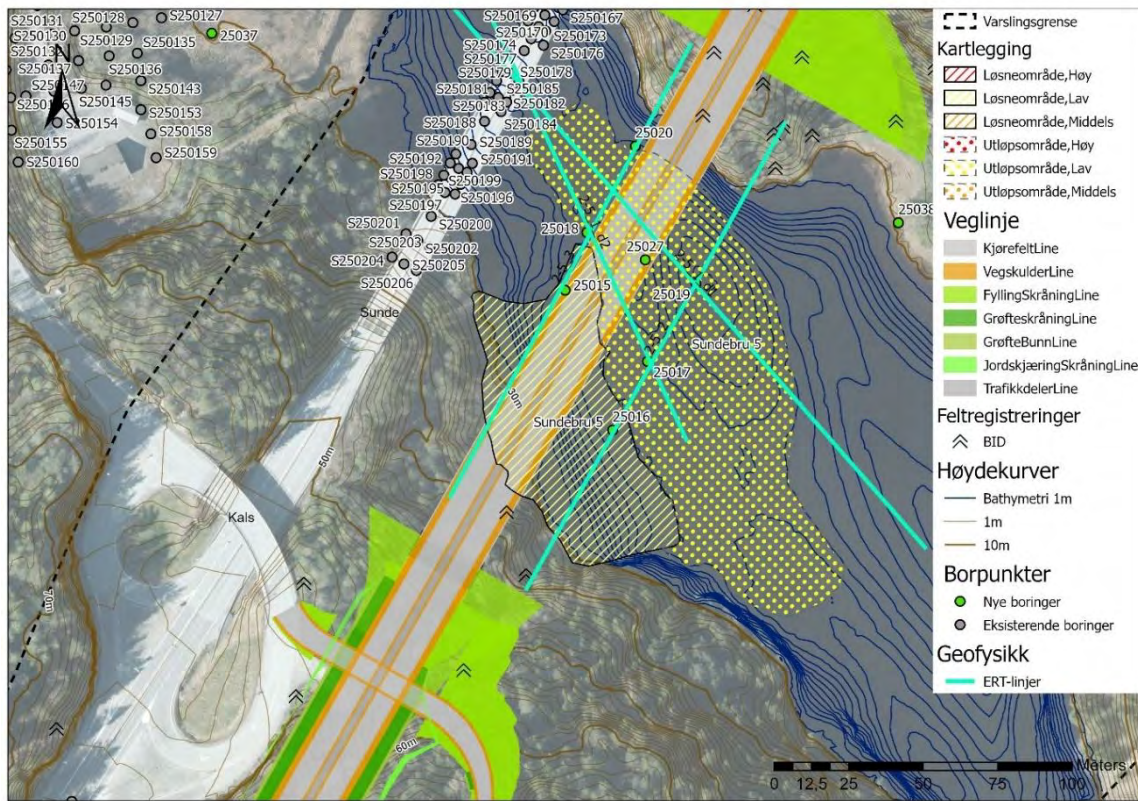 S250131
S250128
S250127
S250130
S250129
25037
S250135
S250136
S250147
S250145
S250143
S250154
S250153
S250155
S250158
S250160
S250159
N
S250169
S250167
S250170
S250173
S250174
S250176
S250177
S250178
S250179
S250185
S250181
S250182
S250183
S250184
S250188
S250190
S250189
S250192
S250191
S250198
S250199
S250195
S250196
S250197
S250201
S250200
S250203
S250202
S250204
S250205
S250206
Sunde
25020
25018
25027
25015
25019
25038
Sundebru 5
25017
25016
Sundebru 5
30m
50m
Kals
70m
60m
Varslingsgrense
Kartlegging
Løsneområde,Høy
Løsneområde,Lav
Løsneområde,Middels
Utløpsområde,Høy
Utløpsområde,Lav
Utløpsområde,Middels
Veglinje
KjørefeltLine
VegskulderLine
FyllingSkråningLine
GrøfteskråningLine
GrøfteBunnLine
JordskjæringSkråningLine
TrafikkdelerLine
Feltregistreringer
BID
Høydekurver
Bathymetri 1m
1m
10m
Borpunkter
Nye boringer
Eksisterende boringer
Geofysikk
ERT-linjer
Meters
0 12,5 25 50 75 100